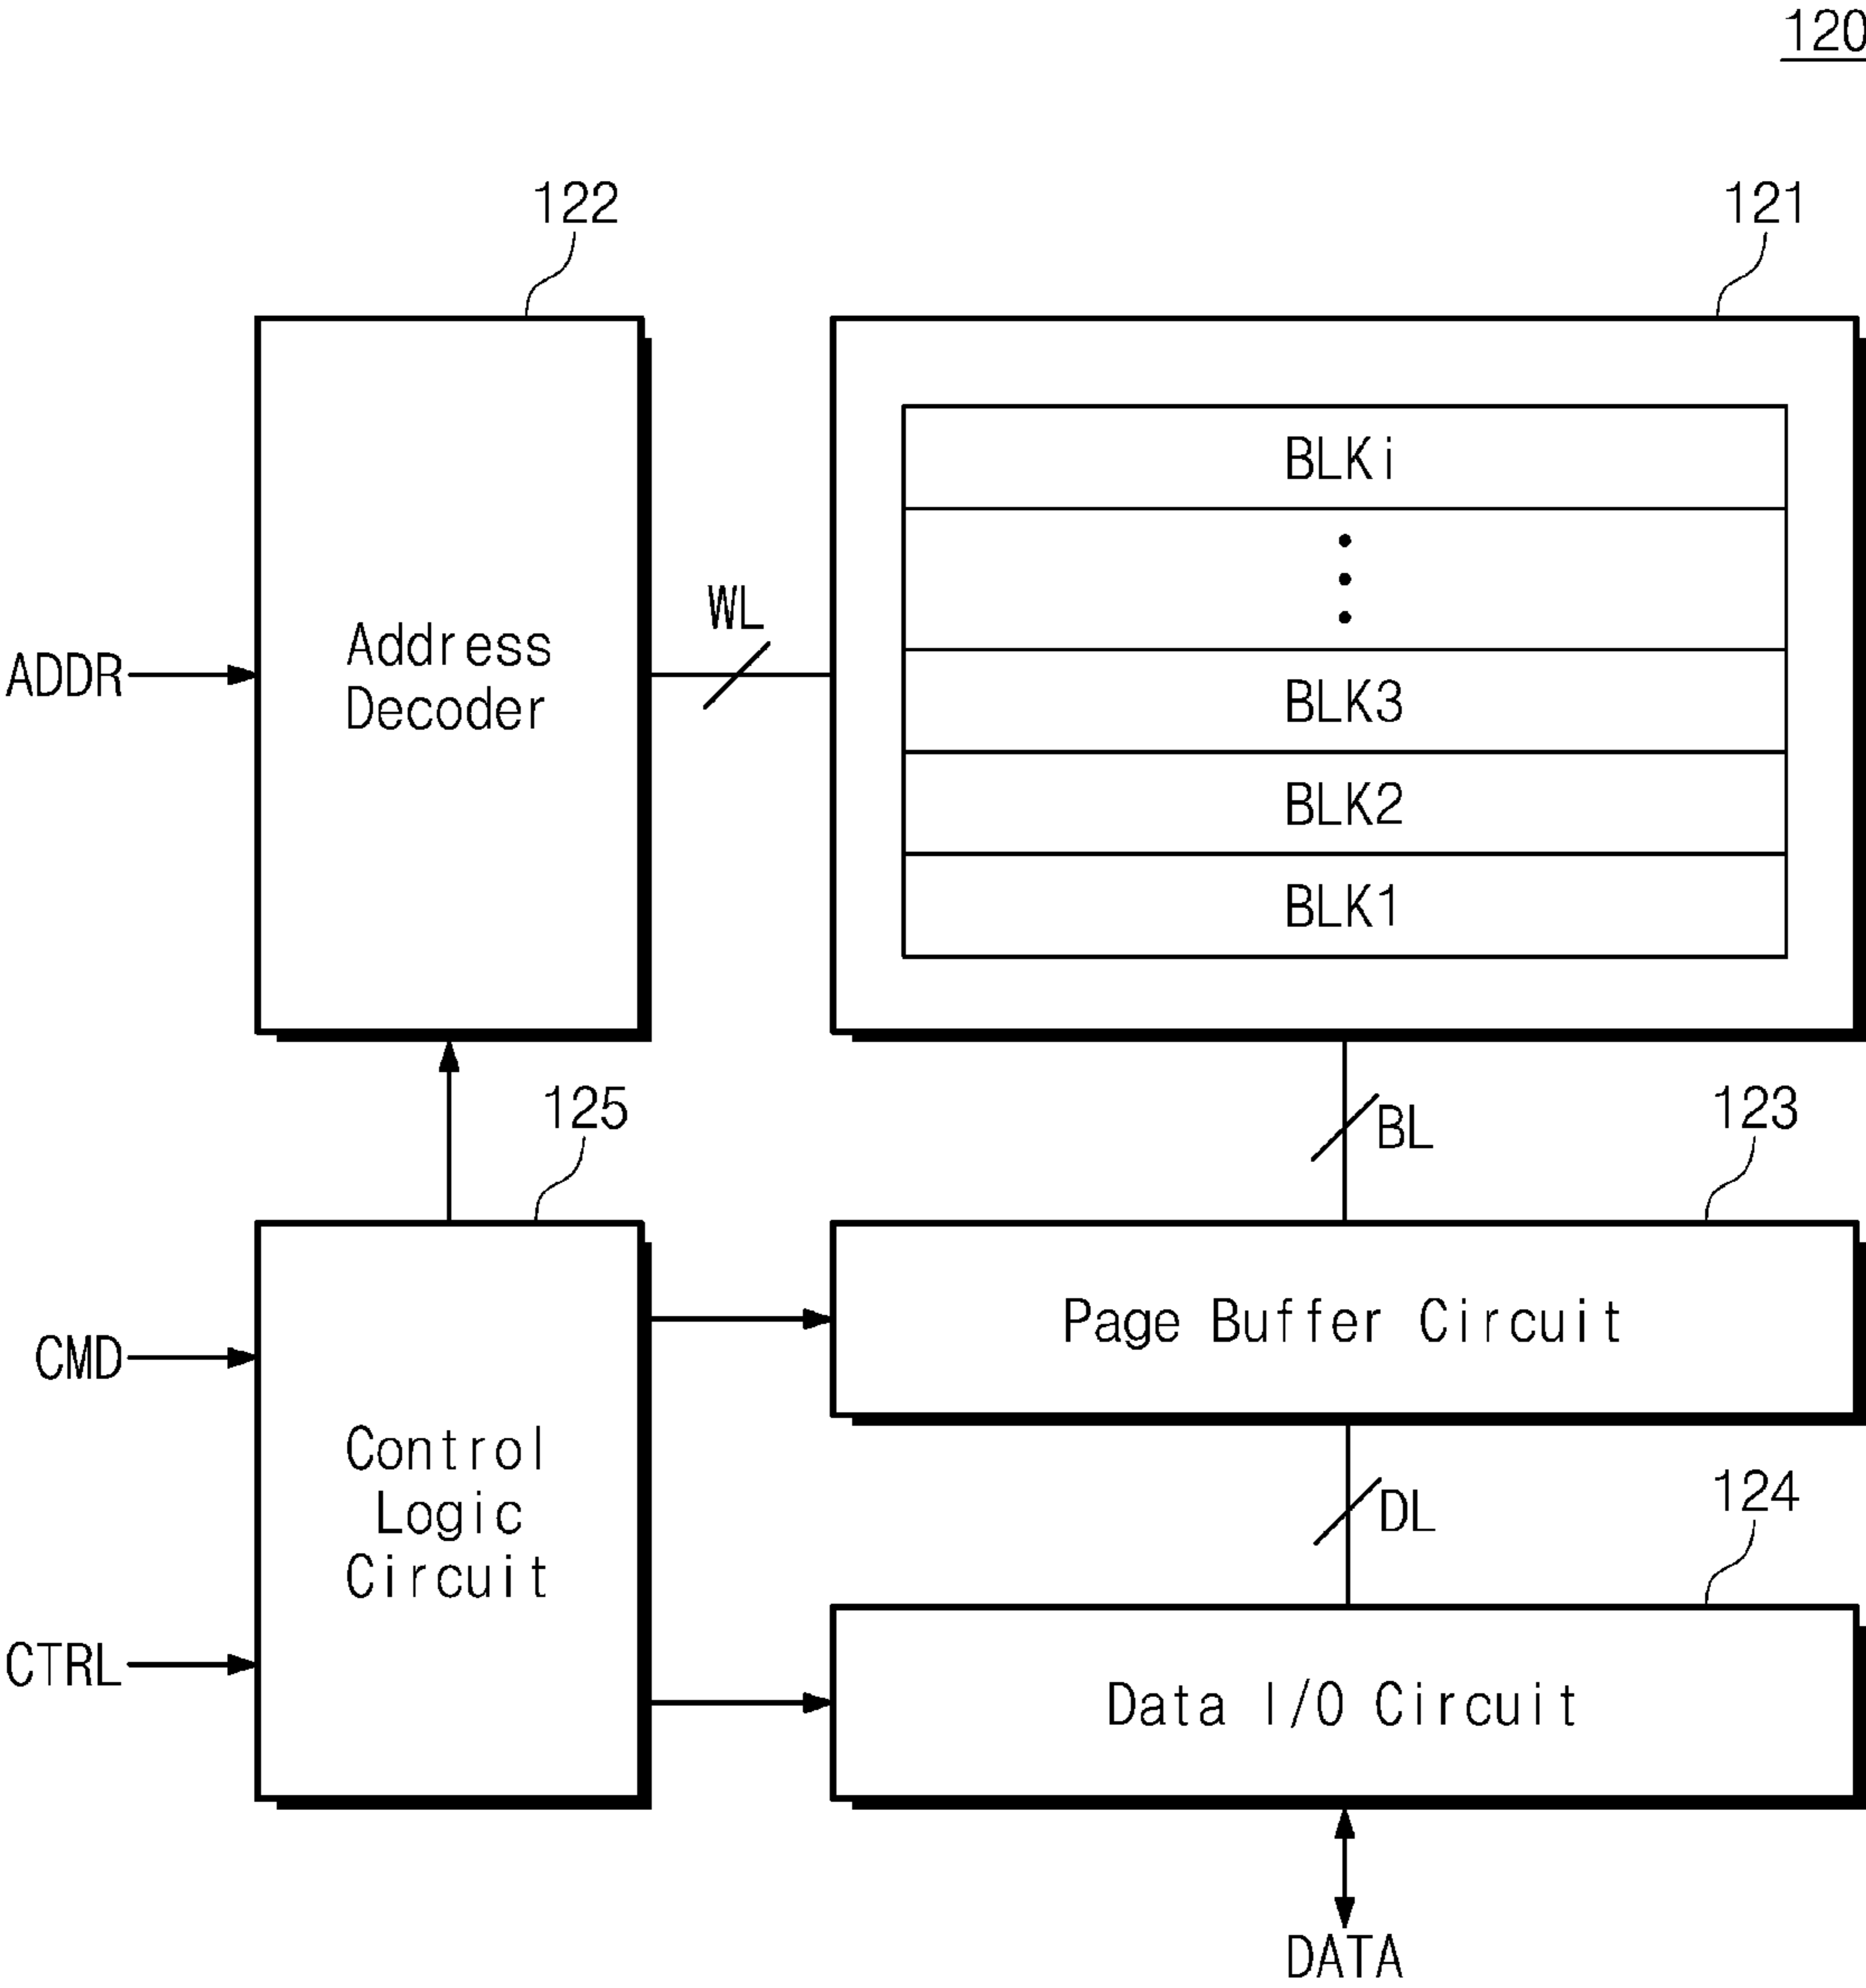 120
122
121
BLKi
WL
Address
Decoder
ADDR
BLK3
BLK2
BLK1
125
BL
123
Page Buffer Circuit
CMD
Control
Logic
Circuit
DL
124
CTRL
Data I/O Circuit
DATA